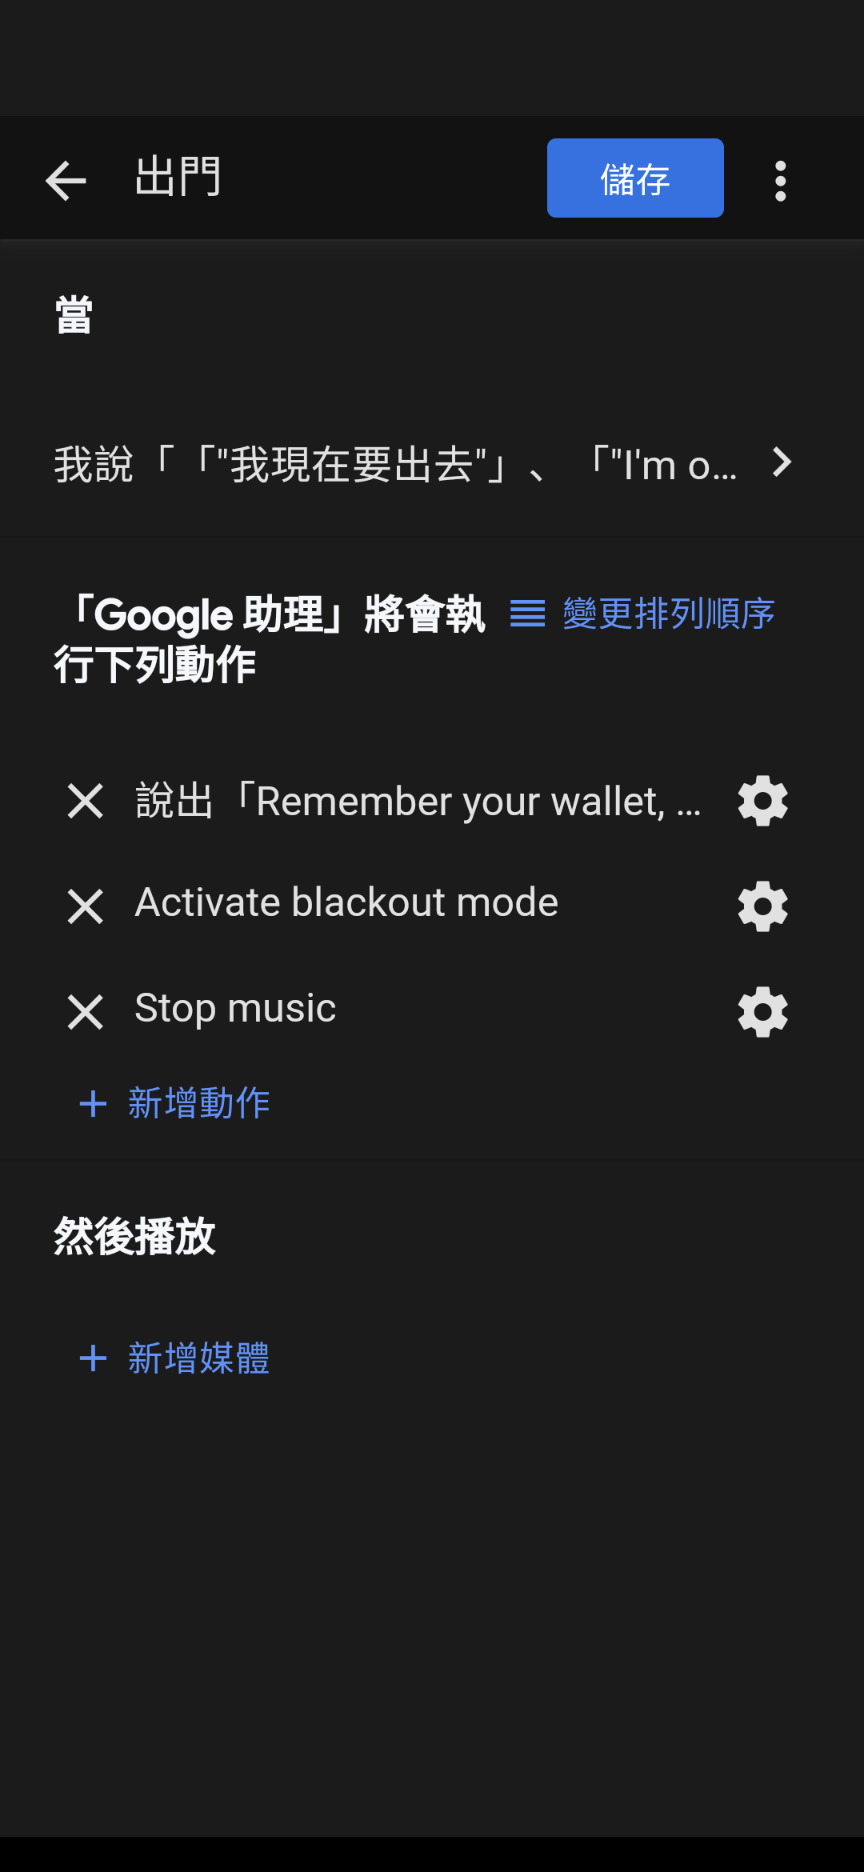 出門
儲存
當
我說「「"我現在要出去"」、「"I'm o...
「Google 助理」將會執
行下列動作
變更排列順序
說出「Remember your wallet, ...
Activate blackout mode
Stop music
+ 新增動作
然後播放
+ 新增媒體